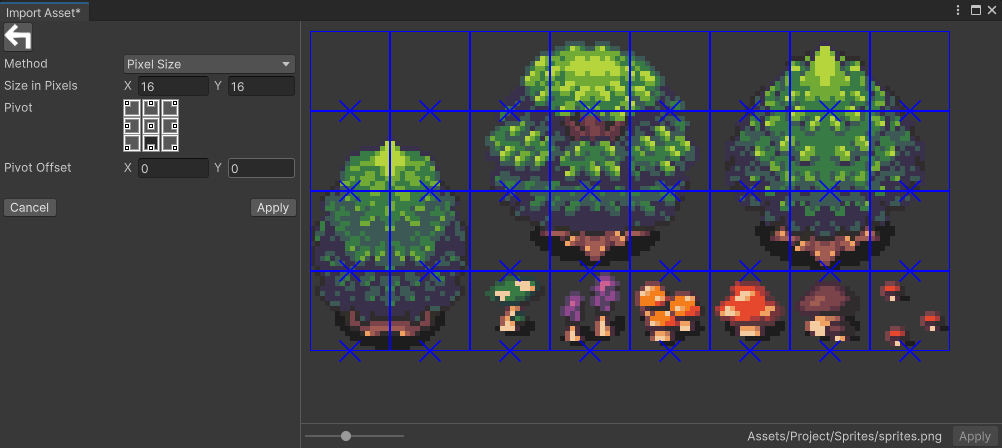 Import Asset*
Method Pixel Size
Size in Pixels X 16 Y 16
Pivot
Pivot Offset X 0 Y 0
Cancel Apply
Assets/Project/Sprites/sprites.png Apply